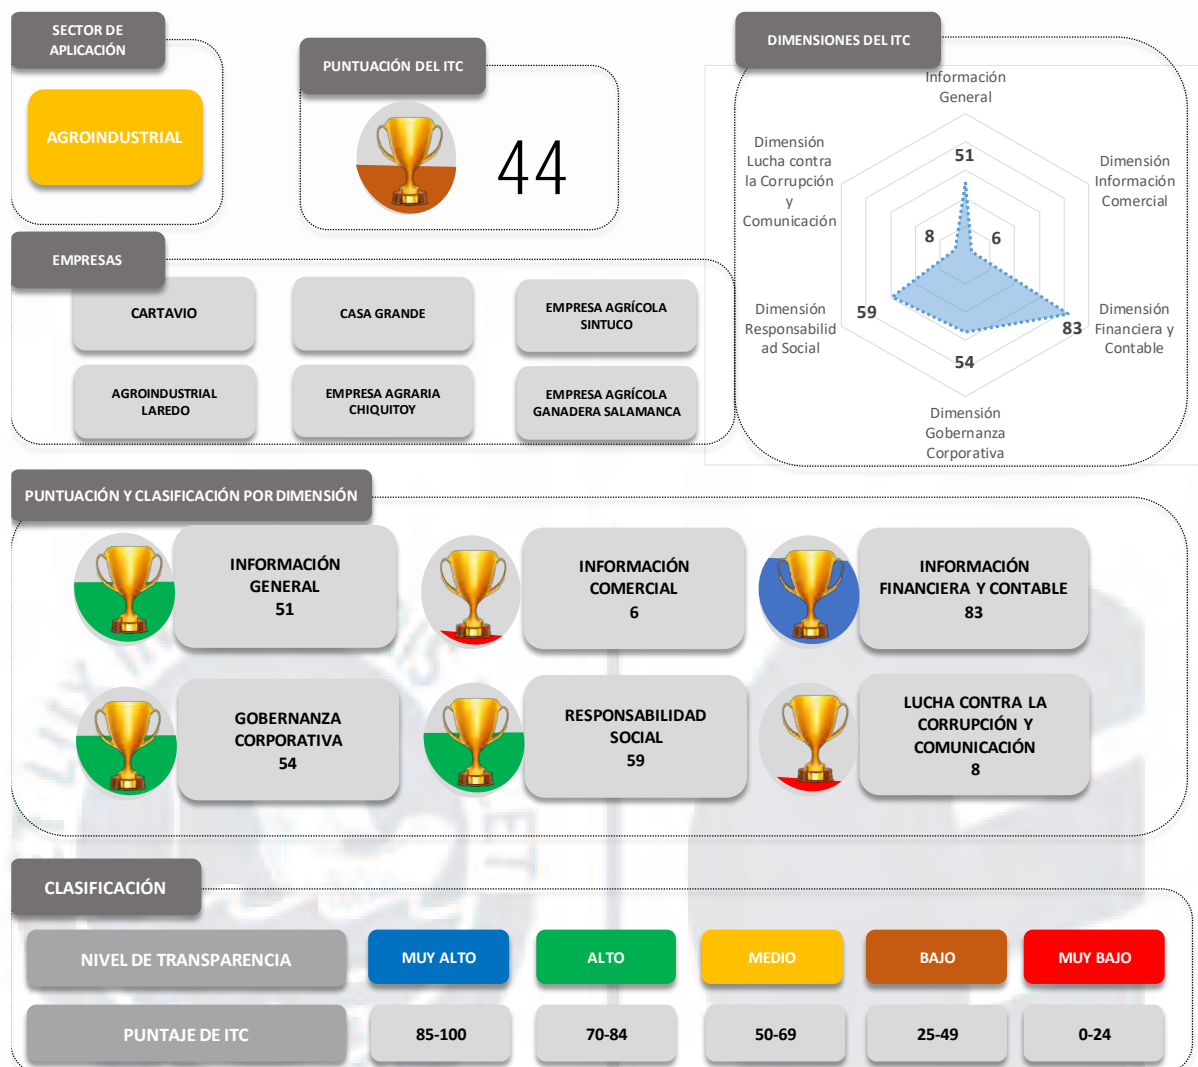 SECTOR DE
APLICACIÓN
AGROINDUSTRIAL
PUNTUACIÓN DEL ITC
44
DIMENSIONES DEL ITC
Información
General
51
Dimensión
Información
Comercial
6
Dimensión
Financiera y
Contable
83
Dimensión
Gobernanza
Corporativa
54
Dimensión
Responsabilid
ad Social
59
Dimensión
Lucha contra
la Corrupción
y
Comunicación
8
EMPRESAS
CARTAVIO
CASA GRANDE
EMPRESA AGRÍCOLA
SINTUCO
AGROINDUSTRIAL
LAREDO
EMPRESA AGRARIA
CHIQUITOY
EMPRESA AGRÍCOLA
GANADERA SALAMANCA
PUNTUACIÓN Y CLASIFICACIÓN POR DIMENSIÓN
INFORMACIÓN
GENERAL
51
INFORMACIÓN
COMERCIAL
6
INFORMACIÓN
FINANCIERA Y CONTABLE
83
GOBERNANZA
CORPORATIVA
54
RESPONSABILIDAD
SOCIAL
59
LUCHA CONTRA LA
CORRUPCIÓN Y
COMUNICACIÓN
8
CLASIFICACIÓN
NIVEL DE TRANSPARENCIA
MUY ALTO
ALTO
MEDIO
BAJO
MUY BAJO
PUNTAJE DE ITC
85-100
70-84
50-69
25-49
0-24